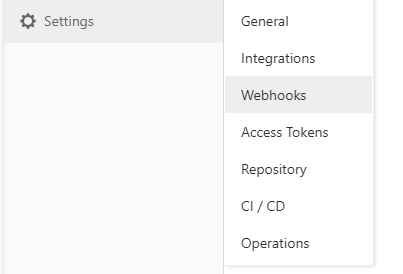 Settings
General
Integrations
Webhooks
Access Tokens
Repository
CI / CD
Operations